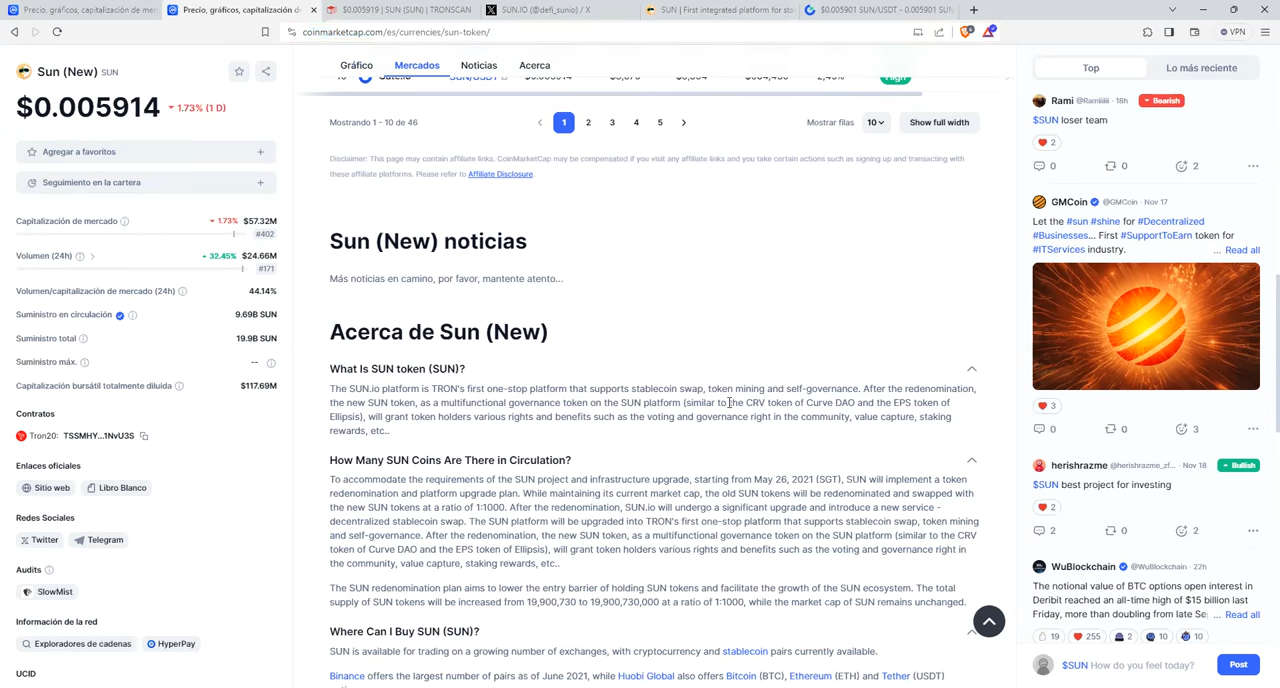 Precio, gráficos, capitalización de mer
Precio, gráficos, capitalización de
$0.005919 | SUN (SUN) | TRONSCAN
SUN.IO (@defi_sunio) / X
SUN | First integrated platform for sta
$0.005901 SUN/USDT - 0.005901 SUN
coinmarketcap.com/es/currencies/sun-token/
VPN
Sun (New) SUN
$0.005914 1.73% (1 D)
Agregar a favoritos
Seguimiento en la cartera
Capitalización de mercado 1.73% $57.32M
#402
Volumen (24h) 32.45% $24.66M
#171
Volumen/capitalización de mercado (24h) 44.14%
Suministro en circulación 9.69B SUN
Suministro total 19.9B SUN
Suministro máx. --
Capitalización bursátil totalmente diluida $117.69M
Contratos
Tron20: TSSMHY...1NvU3S
Enlaces oficiales
Sitio web Libro Blanco
Redes Sociales
Twitter Telegram
Audits
SlowMist
Información de la red
Exploradores de cadenas HyperPay
UCID
Gráfico Mercados Noticias Acerca
Mostrando 1 - 10 de 46
1 2 3 4 5
Mostrar filas 10 Show full width
Disclaimer: This page may contain affiliate links. CoinMarketCap may be compensated if you visit any affiliate links and you take certain actions such as signing up and transacting with
these affiliate platforms. Please refer to Affiliate Disclosure.
Sun (New) noticias
Más noticias en camino, por favor, mantente atento...
Acerca de Sun (New)
What Is SUN token (SUN)?
The SUN.io platform is TRON's first one-stop platform that supports stablecoin swap, token mining and self-governance. After the redenomination,
the new SUN token, as a multifunctional governance token on the SUN platform (similar to the CRV token of Curve DAO and the EPS token of
Ellipsis), will grant token holders various rights and benefits such as the voting and governance right in the community, value capture, staking
rewards, etc..
How Many SUN Coins Are There in Circulation?
To accommodate the requirements of the SUN project and infrastructure upgrade, starting from May 26, 2021 (SGT), SUN will implement a token
redenomination and platform upgrade plan. While maintaining its current market cap, the old SUN tokens will be redenominated and swapped with
the new SUN tokens at a ratio of 1:1000. After the redenomination, SUN.io will undergo a significant upgrade and introduce a new service -
decentralized stablecoin swap. The SUN platform will be upgraded into TRON's first one-stop platform that supports stablecoin swap, token mining
and self-governance. After the redenomination, the new SUN token, as a multifunctional governance token on the SUN platform (similar to the CRV
token of Curve DAO and the EPS token of Ellipsis), will grant token holders various rights and benefits such as the voting and governance right in
the community, value capture, staking rewards, etc..
The SUN redenomination plan aims to lower the entry barrier of holding SUN tokens and facilitate the growth of the SUN ecosystem. The total
supply of SUN tokens will be increased from 19,900,730 to 19,900,730,000 at a ratio of 1:1000, while the market cap of SUN remains unchanged.
Where Can I Buy SUN (SUN)?
SUN is available for trading on a growing number of exchanges, with cryptocurrency and stablecoin pairs currently available.
Binance offers the largest number of pairs as of June 2021, while Huobi Global also offers Bitcoin (BTC), Ethereum (ETH) and Tether (USDT)
Top Lo más reciente
Rami @Ramiiiiii · 18h Bearish
$SUN loser team
2
0 0 2
GMCoin @GMCoin · Nov 17
Let the #sun #shine for #Decentralized
#Businesses... First #SupportToEarn token for
#ITServices industry. ... Read all
3
0 0 3
herishrazme @herishrazme_zf... · Nov 18 Bullish
$SUN best project for investing
2
2 0 2
WuBlockchain @WuBlockchain · 22h
The notional value of BTC options open interest in
Deribit reached an all-time high of $15 billion last
Friday, more than doubling from late Se ... Read all
19 255 2 10 10
$SUN How do you feel today? Post